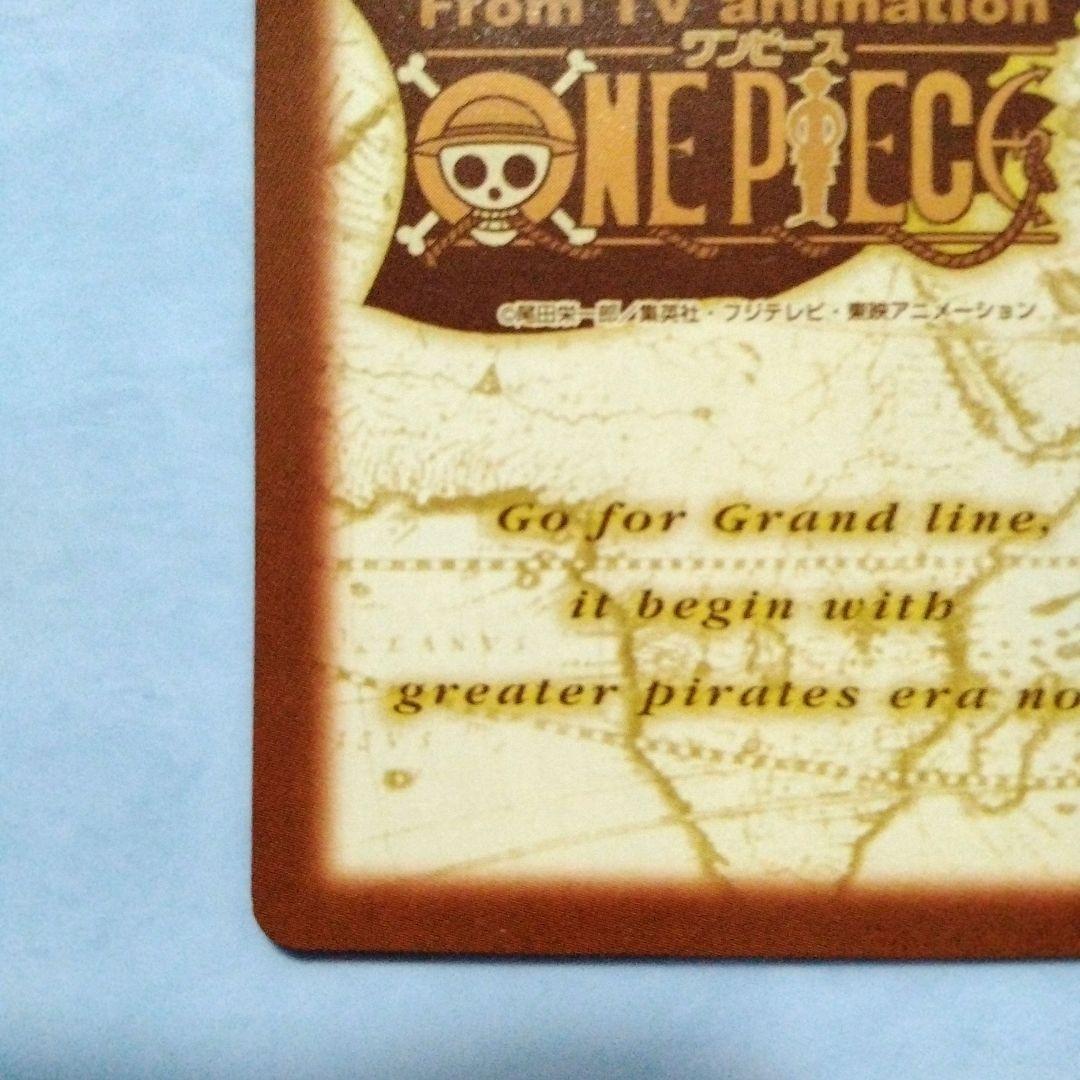 From TV animation
ワンピース
ONE PIECE
©尾田栄一郎/集英社・フジテレビ・東映アニメーション
Go for Grand line,
it begin with
greater pirates era no